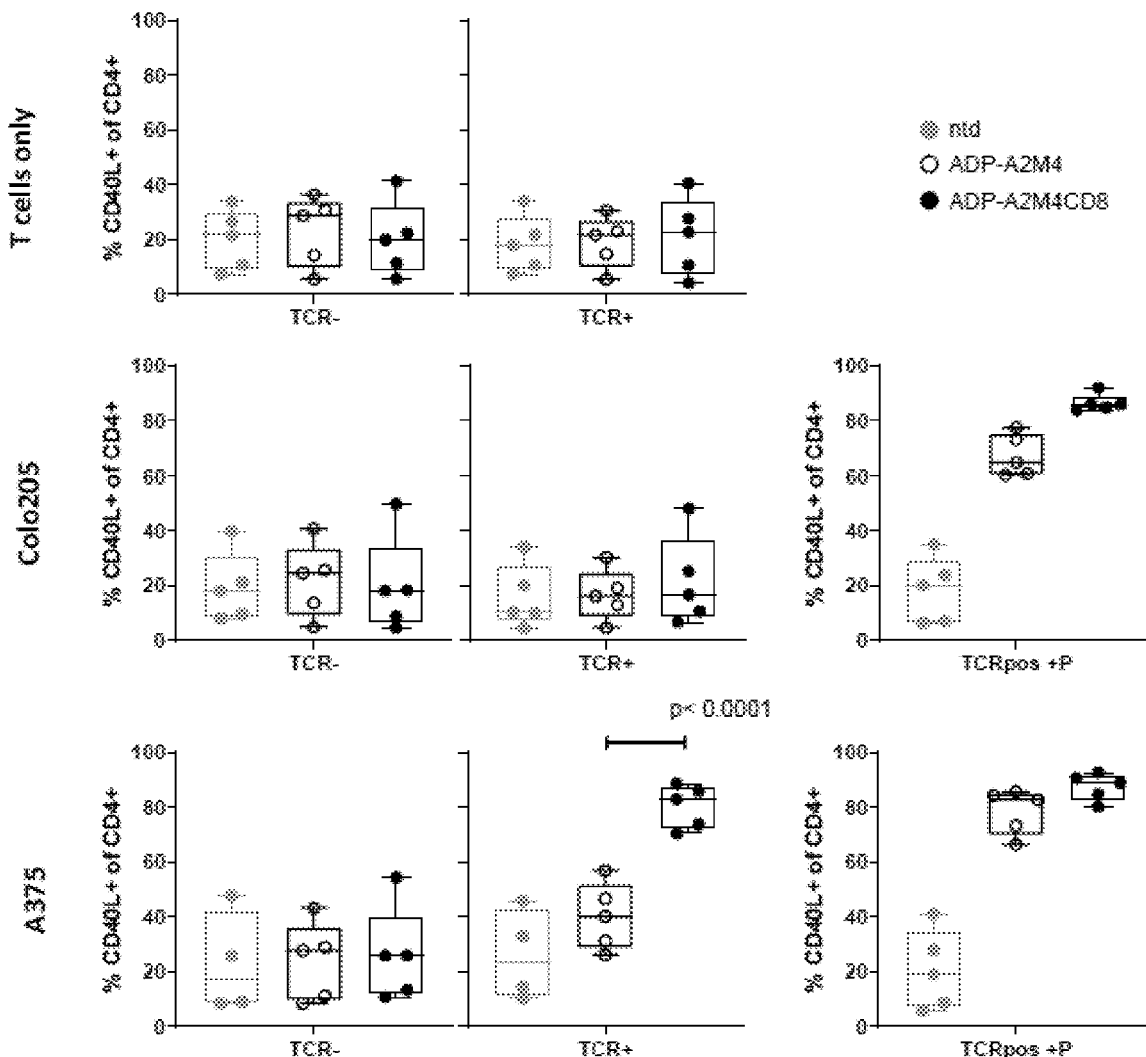 T cells only
% CD40L+ of CD4+
100
80
60
40
20
0
TCR-
TCR+
ntd
ADP-A2M4
ADP-A2M4CD8
Colo205
% CD40L+ of CD4+
100
80
60
40
20
0
TCR-
TCR+
% CD40L+ of CD4+
100
80
60
40
20
0
TCRpos +P
A375
% CD40L+ of CD4+
100
80
60
40
20
0
TCR-
p< 0.0001
TCR+
% CD40L+ of CD4+
100
80
60
40
20
0
TCRpos +P